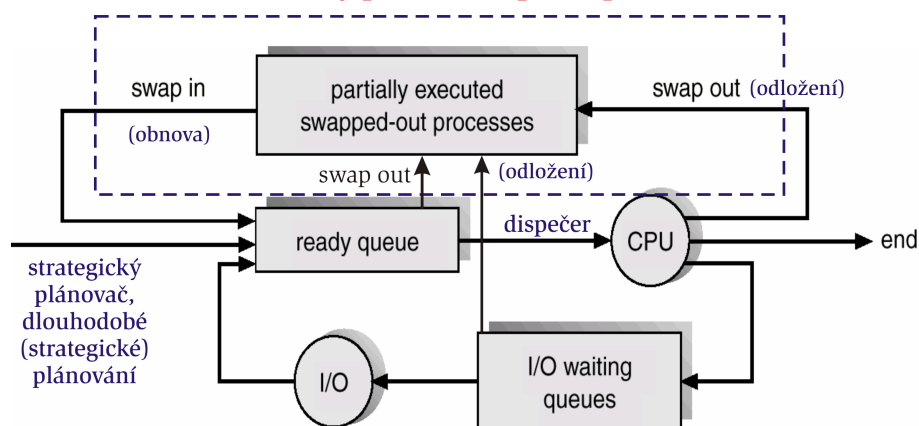 swap in
(obnova)
partially executed
swapped-out processes
swap out (odložení)
swap out
(odložení)
ready queue
dispečer
CPU
end
strategický
plánovač,
dlouhodobé
(strategické)
plánování
I/O
I/O waiting
queues